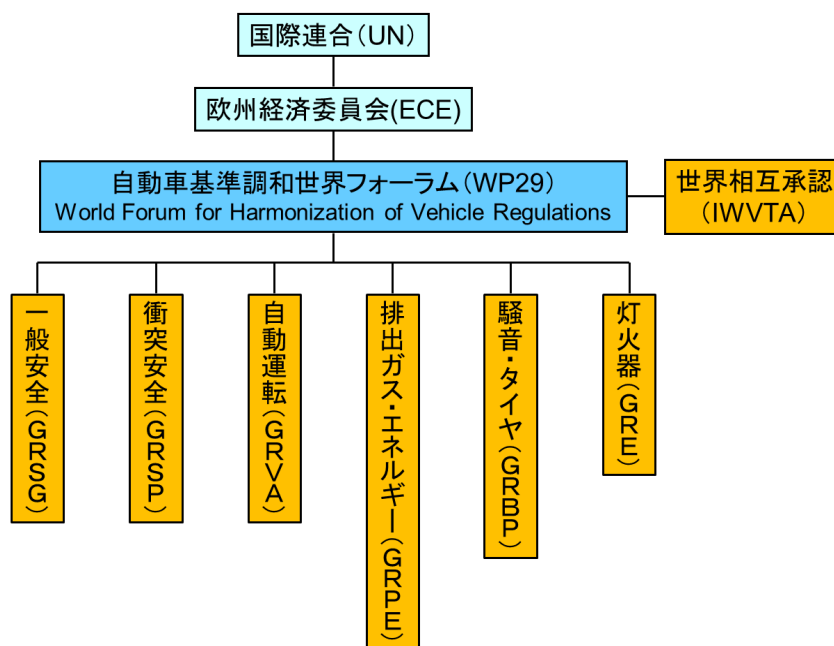 国際連合(UN)
欧州経済委員会(ECE)
自動車基準調和世界フォーラム(WP29)
World Forum for Harmonization of Vehicle Regulations
世界相互承認
(IWVTA)
一般安全(GRSG)
衝突安全(GRSP)
自動運転(GRVA)
排出ガス・エネルギー(GRPE)
騒音・タイヤ(GRBP)
灯火器(GRE)